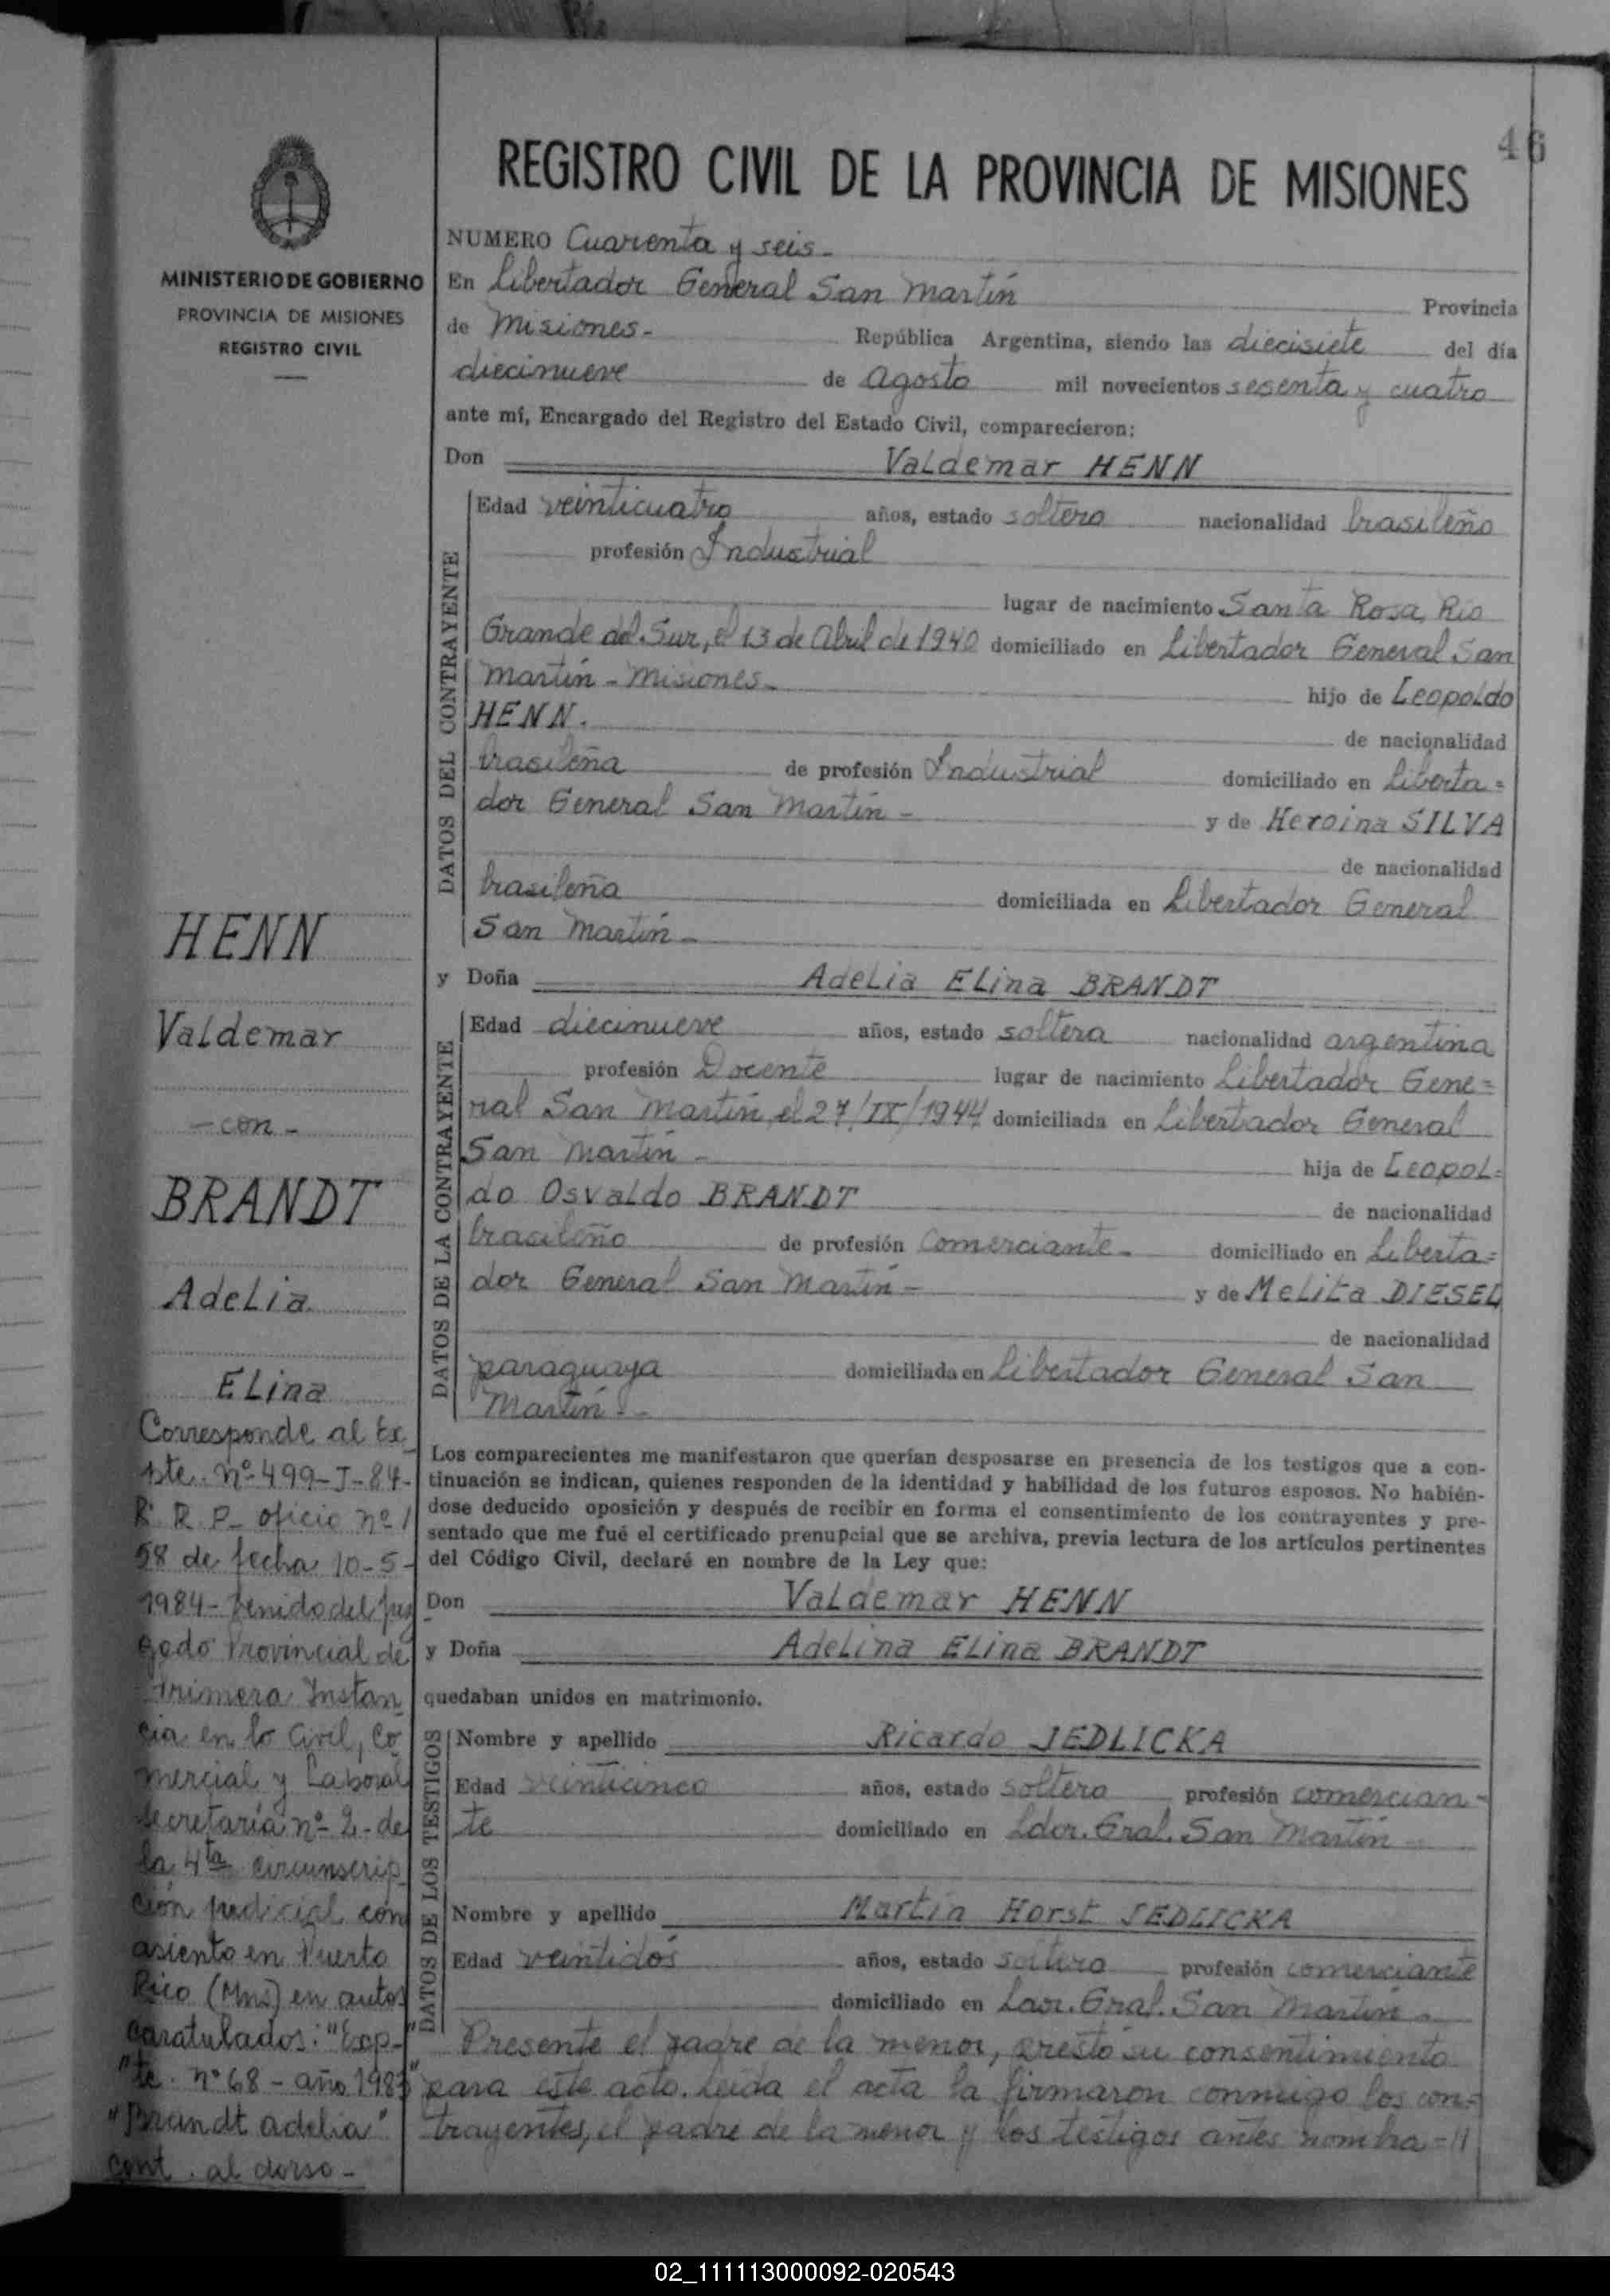 46
MINISTERIO DE GOBIERNO
PROVINCIA DE MISIONES
REGISTRO CIVIL
HENN
Valdemar
- con -
BRANDT
Adelia
Elina
Corresponde al Ex
pte. nº 499-J-84-
R. R. P. oficio nº 1
58 de fecha 10-5-
1984- venido del Juz
gado Provincial de
Primera Instan
cia en lo Civil, Co
mercial y Laboral
Secretaría nº 2- de
la 4ta circunscrip
ción judicial con
asiento en Puerto
Rico (Mns) en autos
caratulados: "Exp-"
"te. nº 68 - año 1983"
"Brandt Adelia"
cont. al dorso-
REGISTRO CIVIL DE LA PROVINCIA DE MISIONES
NUMERO Cuarenta y seis.-
En Libertador General San Martín Provincia
de Misiones.- República Argentina, siendo las diecisiete del día
diecinueve de Agosto mil novecientos sesenta y cuatro
ante mí, Encargado del Registro del Estado Civil, comparecieron:
Don Valdemar HENN
DATOS DEL CONTRAYENTE
Edad veinticuatro años, estado soltero nacionalidad brasileño
profesión Industrial
lugar de nacimiento Santa Rosa, Río
Grande del Sur, el 13 de Abril de 1940 domiciliado en Libertador General San
Martín - Misiones.- hijo de Leopoldo
HENN. de nacionalidad
brasileña de profesión Industrial domiciliado en Liberta=
dor General San Martín - y de Heroina SILVA
de nacionalidad
brasileña domiciliada en Libertador General
San Martín -
y Doña Adelia Elina BRANDT
DATOS DE LA CONTRAYENTE
Edad diecinueve años, estado soltera nacionalidad argentina
profesión Docente lugar de nacimiento Libertador Gene=
ral San Martín, el 27/IX/1944 domiciliada en Libertador General
San Martín - hija de Leopol=
do Osvaldo BRANDT de nacionalidad
brasileño de profesión Comerciante.- domiciliado en Liberta=
dor General San Martín - y de Melita DIESEL
de nacionalidad
paraguaya domiciliada en Libertador General San
Martín.-
Los comparecientes me manifestaron que querían desposarse en presencia de los testigos que a con-
tinuación se indican, quienes responden de la identidad y habilidad de los futuros esposos. No habién-
dose deducido oposición y después de recibir en forma el consentimiento de los contrayentes y pre-
sentado que me fué el certificado prenupcial que se archiva, previa lectura de los artículos pertinentes
del Código Civil, declaré en nombre de la Ley que:
Don Valdemar HENN
y Doña Adelina Elina BRANDT
quedaban unidos en matrimonio.
DATOS DE LOS TESTIGOS
Nombre y apellido Ricardo JEDLICKA
Edad veinticinco años, estado soltero profesión comercian-
te domiciliado en Ldor. Gral. San Martín
Nombre y apellido Martin Horst JEDLICKA
Edad veintidós años, estado soltero profesión comerciante
domiciliado en Ldor. Gral. San Martín -
Presente el padre de la menor, prestó su consentimiento
para este acto. Leída el acta la firmaron conmigo los con=
trayentes, el padre de la menor y los testigos antes nombra=//
02_111113000092-020543